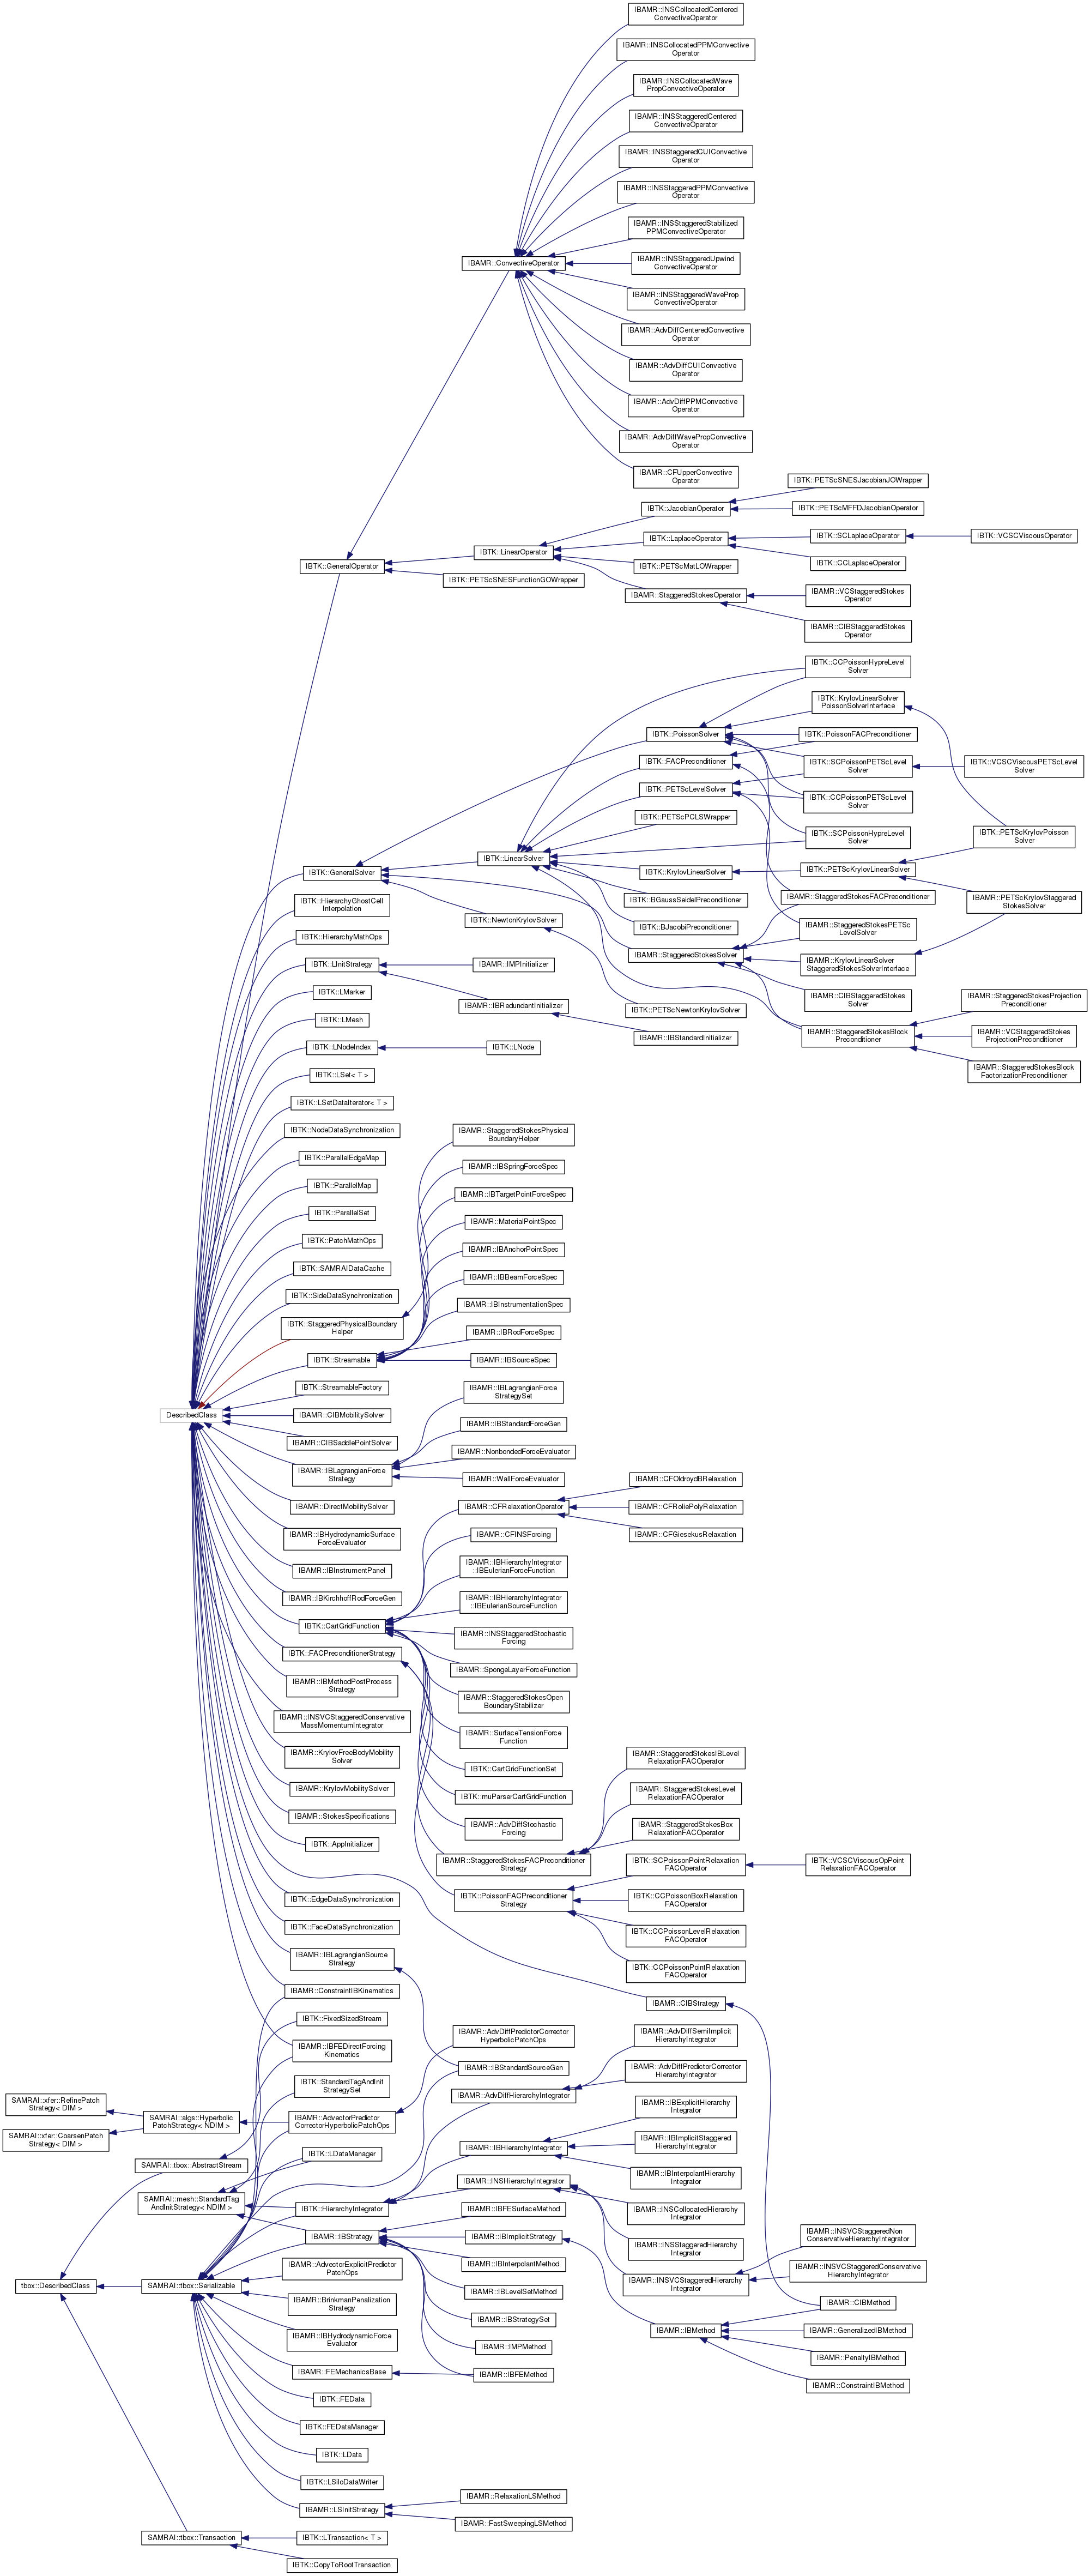 IBAMR::INSCollocatedCentered
ConvectiveOperator
IBAMR::INSCollocatedPPMConvective
Operator
IBAMR::INSCollocatedWave
PropConvectiveOperator
IBAMR::INSStaggeredCentered
ConvectiveOperator
IBAMR::INSStaggeredCUIConvective
Operator
IBAMR::INSStaggeredPPMConvective
Operator
IBAMR::INSStaggeredStabilized
PPMConvectiveOperator
IBAMR::ConvectiveOperator
IBAMR::INSStaggeredUpwind
ConvectiveOperator
IBAMR::INSStaggeredWaveProp
ConvectiveOperator
IBAMR::AdvDiffCenteredConvective
Operator
IBAMR::AdvDiffCUIConvective
Operator
IBAMR::AdvDiffPPMConvective
Operator
IBAMR::AdvDiffWavePropConvective
Operator
IBAMR::CFUpperConvective
Operator
IBTK::PETScSNESJacobianJOWrapper
IBTK::JacobianOperator
IBTK::PETScMFFDJacobianOperator
IBTK::LaplaceOperator
IBTK::SCLaplaceOperator
IBTK::VCSCViscousOperator
IBTK::LinearOperator
IBTK::CCLaplaceOperator
IBTK::GeneralOperator
IBTK::PETScMatLOWrapper
IBTK::PETScSNESFunctionGOWrapper
IBAMR::StaggeredStokesOperator
IBAMR::VCStaggeredStokes
Operator
IBAMR::CIBStaggeredStokes
Operator
IBTK::CCPoissonHypreLevel
Solver
IBTK::KrylovLinearSolver
PoissonSolverInterface
IBTK::PoissonSolver
IBTK::PoissonFACPreconditioner
IBTK::FACPreconditioner
IBTK::SCPoissonPETScLevel
Solver
IBTK::VCSCViscousPETScLevel
Solver
IBTK::PETScLevelSolver
IBTK::CCPoissonPETScLevel
Solver
IBTK::PETScPCLSWrapper
IBTK::SCPoissonHypreLevel
Solver
IBTK::PETScKrylovPoisson
Solver
IBTK::LinearSolver
IBTK::GeneralSolver
IBTK::KrylovLinearSolver
IBTK::PETScKrylovLinearSolver
IBTK::BGaussSeidelPreconditioner
IBAMR::StaggeredStokesFACPreconditioner
IBAMR::PETScKrylovStaggered
StokesSolver
IBTK::HierarchyGhostCell
Interpolation
IBTK::NewtonKrylovSolver
IBTK::BJacobiPreconditioner
IBAMR::StaggeredStokesPETSc
LevelSolver
IBTK::HierarchyMathOps
IBAMR::StaggeredStokesSolver
IBAMR::KrylovLinearSolver
StaggeredStokesSolverInterface
IBTK::LInitStrategy
IBAMR::IMPInitializer
IBTK::LMarker
IBAMR::IBRedundantInitializer
IBTK::PETScNewtonKrylovSolver
IBAMR::CIBStaggeredStokes
Solver
IBAMR::StaggeredStokesProjection
Preconditioner
IBTK::LMesh
IBAMR::IBStandardInitializer
IBAMR::StaggeredStokesBlock
Preconditioner
IBAMR::VCStaggeredStokes
ProjectionPreconditioner
IBTK::LNodeIndex
IBTK::LNode
IBAMR::StaggeredStokesBlock
FactorizationPreconditioner
IBTK::LSet< T >
IBTK::LSetDataIterator< T >
IBTK::NodeDataSynchronization
IBAMR::StaggeredStokesPhysical
BoundaryHelper
IBTK::ParallelEdgeMap
IBAMR::IBSpringForceSpec
IBTK::ParallelMap
IBAMR::IBTargetPointForceSpec
IBTK::ParallelSet
IBAMR::MaterialPointSpec
IBTK::PatchMathOps
IBAMR::IBAnchorPointSpec
IBTK::SAMRAIDataCache
IBAMR::IBBeamForceSpec
IBTK::SideDataSynchronization
IBAMR::IBInstrumentationSpec
IBTK::StaggeredPhysicalBoundary
Helper
IBAMR::IBRodForceSpec
IBTK::Streamable
IBAMR::IBSourceSpec
IBTK::StreamableFactory
IBAMR::IBLagrangianForce
StrategySet
DescribedClass
IBAMR::CIBMobilitySolver
IBAMR::IBStandardForceGen
IBAMR::CIBSaddlePointSolver
IBAMR::NonbondedForceEvaluator
IBAMR::IBLagrangianForce
Strategy
IBAMR::WallForceEvaluator
IBAMR::CFOldroydBRelaxation
IBAMR::DirectMobilitySolver
IBAMR::CFRelaxationOperator
IBAMR::CFRoliePolyRelaxation
IBAMR::IBHydrodynamicSurface
ForceEvaluator
IBAMR::CFINSForcing
IBAMR::CFGiesekusRelaxation
IBAMR::IBInstrumentPanel
IBAMR::IBHierarchyIntegrator
::IBEulerianForceFunction
IBAMR::IBKirchhoffRodForceGen
IBAMR::IBHierarchyIntegrator
::IBEulerianSourceFunction
IBTK::CartGridFunction
IBAMR::INSStaggeredStochastic
Forcing
IBTK::FACPreconditionerStrategy
IBAMR::SpongeLayerForceFunction
IBAMR::IBMethodPostProcess
Strategy
IBAMR::StaggeredStokesOpen
BoundaryStabilizer
IBAMR::INSVCStaggeredConservative
MassMomentumIntegrator
IBAMR::SurfaceTensionForce
Function
IBAMR::KrylovFreeBodyMobility
Solver
IBTK::CartGridFunctionSet
IBAMR::StaggeredStokesIBLevel
RelaxationFACOperator
IBAMR::KrylovMobilitySolver
IBTK::muParserCartGridFunction
IBAMR::StaggeredStokesLevel
RelaxationFACOperator
IBAMR::StokesSpecifications
IBAMR::AdvDiffStochastic
Forcing
IBAMR::StaggeredStokesBox
RelaxationFACOperator
IBTK::AppInitializer
IBAMR::StaggeredStokesFACPreconditioner
Strategy
IBTK::SCPoissonPointRelaxation
FACOperator
IBTK::VCSCViscousOpPoint
RelaxationFACOperator
IBTK::EdgeDataSynchronization
IBTK::PoissonFACPreconditioner
Strategy
IBTK::CCPoissonBoxRelaxation
FACOperator
IBTK::FaceDataSynchronization
IBTK::CCPoissonLevelRelaxation
FACOperator
IBAMR::IBLagrangianSource
Strategy
IBTK::CCPoissonPointRelaxation
FACOperator
IBAMR::ConstraintIBKinematics
IBAMR::CIBStrategy
IBTK::FixedSizedStream
IBAMR::AdvDiffPredictorCorrector
HyperbolicPatchOps
IBAMR::AdvDiffSemiImplicit
HierarchyIntegrator
IBAMR::IBFEDirectForcing
Kinematics
IBAMR::IBStandardSourceGen
IBAMR::AdvDiffPredictorCorrector
HierarchyIntegrator
IBTK::StandardTagAndInit
StrategySet
IBAMR::AdvDiffHierarchyIntegrator
SAMRAI::xfer::RefinePatch
Strategy< DIM >
SAMRAI::algs::Hyperbolic
PatchStrategy< NDIM >
IBAMR::AdvectorPredictor
CorrectorHyperbolicPatchOps
IBAMR::IBExplicitHierarchy
Integrator
SAMRAI::xfer::CoarsenPatch
Strategy< DIM >
IBAMR::IBHierarchyIntegrator
IBAMR::IBImplicitStaggered
HierarchyIntegrator
SAMRAI::tbox::AbstractStream
IBTK::LDataManager
IBAMR::IBInterpolantHierarchy
Integrator
SAMRAI::mesh::StandardTag
AndInitStrategy< NDIM >
IBTK::HierarchyIntegrator
IBAMR::INSHierarchyIntegrator
IBAMR::INSCollocatedHierarchy
Integrator
IBAMR::IBStrategy
IBAMR::IBFESurfaceMethod
IBAMR::IBImplicitStrategy
IBAMR::INSStaggeredHierarchy
Integrator
IBAMR::INSVCStaggeredNon
ConservativeHierarchyIntegrator
IBAMR::AdvectorExplicitPredictor
PatchOps
IBAMR::IBInterpolantMethod
IBAMR::INSVCStaggeredHierarchy
Integrator
IBAMR::INSVCStaggeredConservative
HierarchyIntegrator
tbox::DescribedClass
SAMRAI::tbox::Serializable
IBAMR::BrinkmanPenalization
Strategy
IBAMR::IBLevelSetMethod
IBAMR::CIBMethod
IBAMR::IBHydrodynamicForce
Evaluator
IBAMR::IBStrategySet
IBAMR::IBMethod
IBAMR::GeneralizedIBMethod
IBAMR::IMPMethod
IBAMR::PenaltyIBMethod
IBAMR::FEMechanicsBase
IBAMR::IBFEMethod
IBAMR::ConstraintIBMethod
IBTK::FEData
IBTK::FEDataManager
IBTK::LData
IBTK::LSiloDataWriter
IBAMR::LSInitStrategy
IBAMR::RelaxationLSMethod
IBAMR::FastSweepingLSMethod
SAMRAI::tbox::Transaction
IBTK::LTransaction< T >
IBTK::CopyToRootTransaction